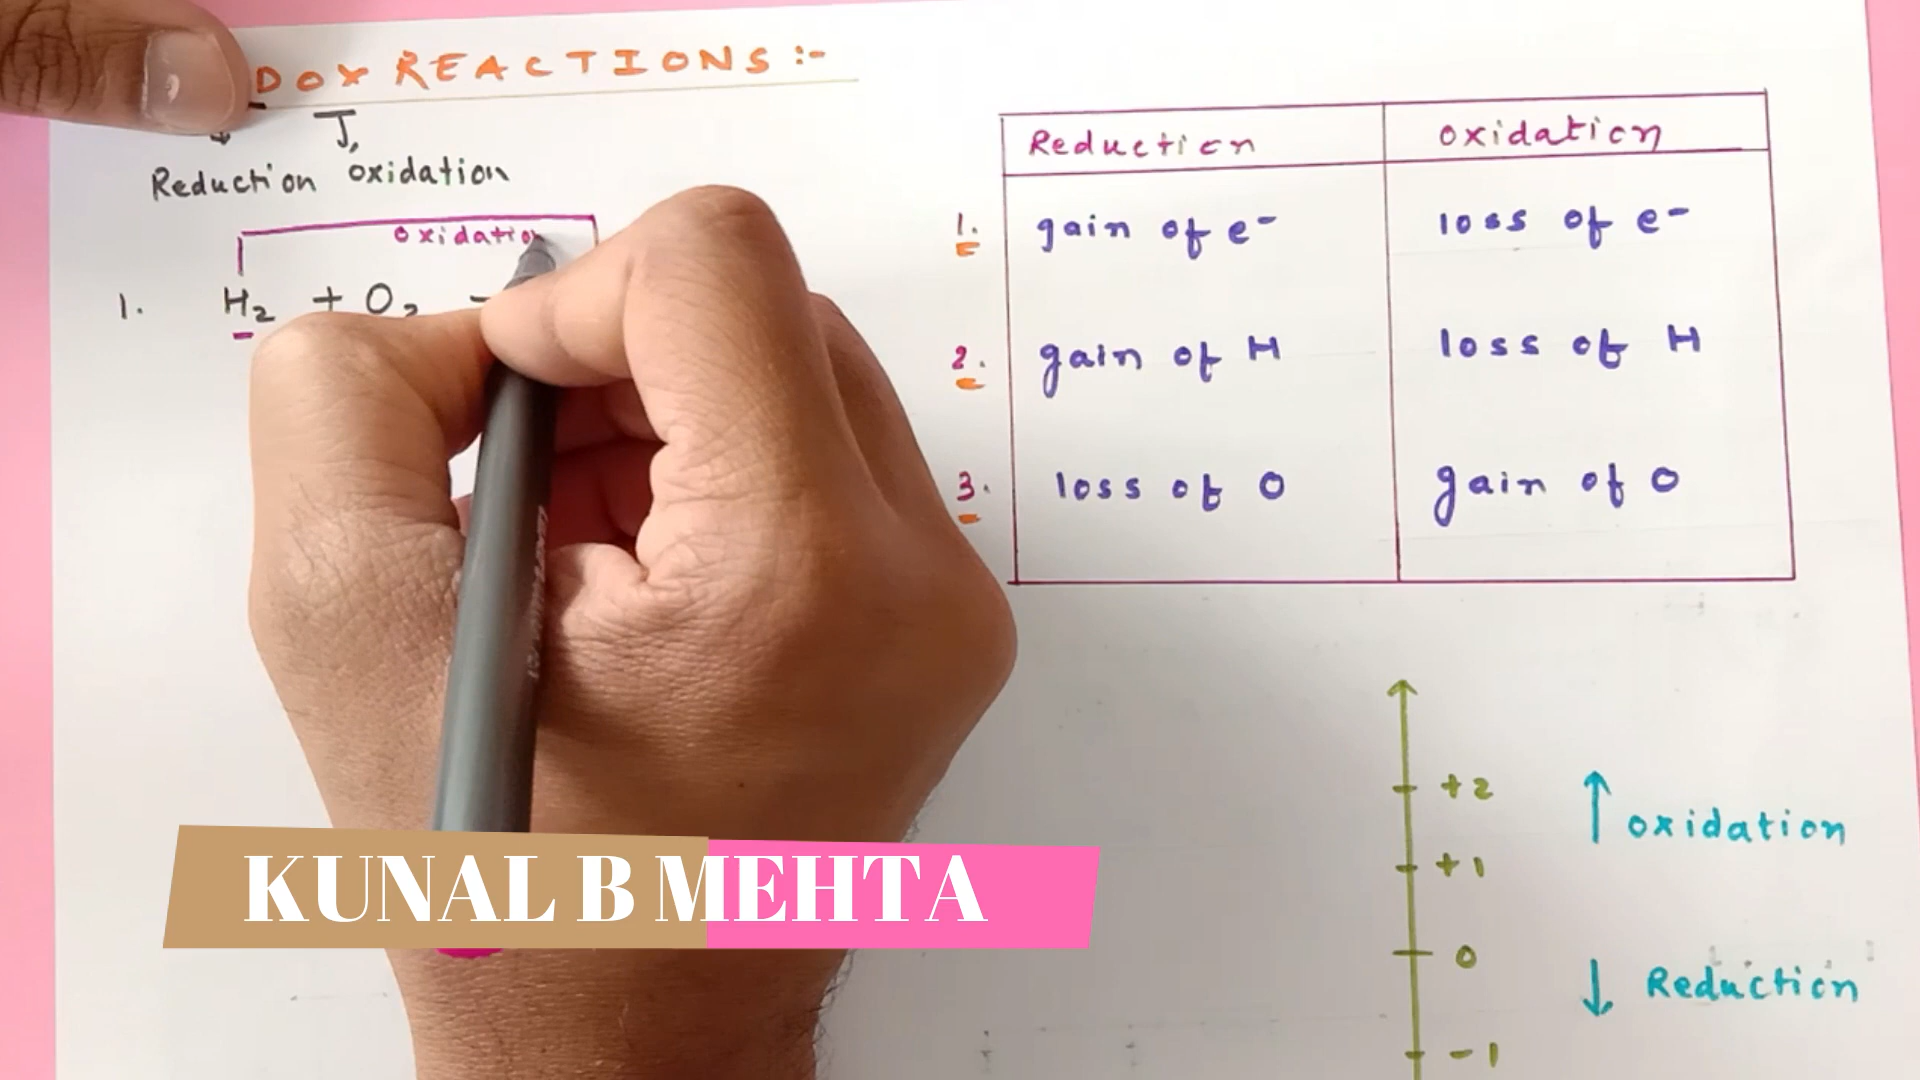 DOX REACTIONS :-
Reduction oxidation
oxidation
1. H2 + O2
Reduction oxidation
1. gain of e- loss of e-
2. gain of H loss of H
3. loss of O gain of O
+2
↑ oxidation
+1
0
↓ Reduction
-1
KUNAL B MEHTA